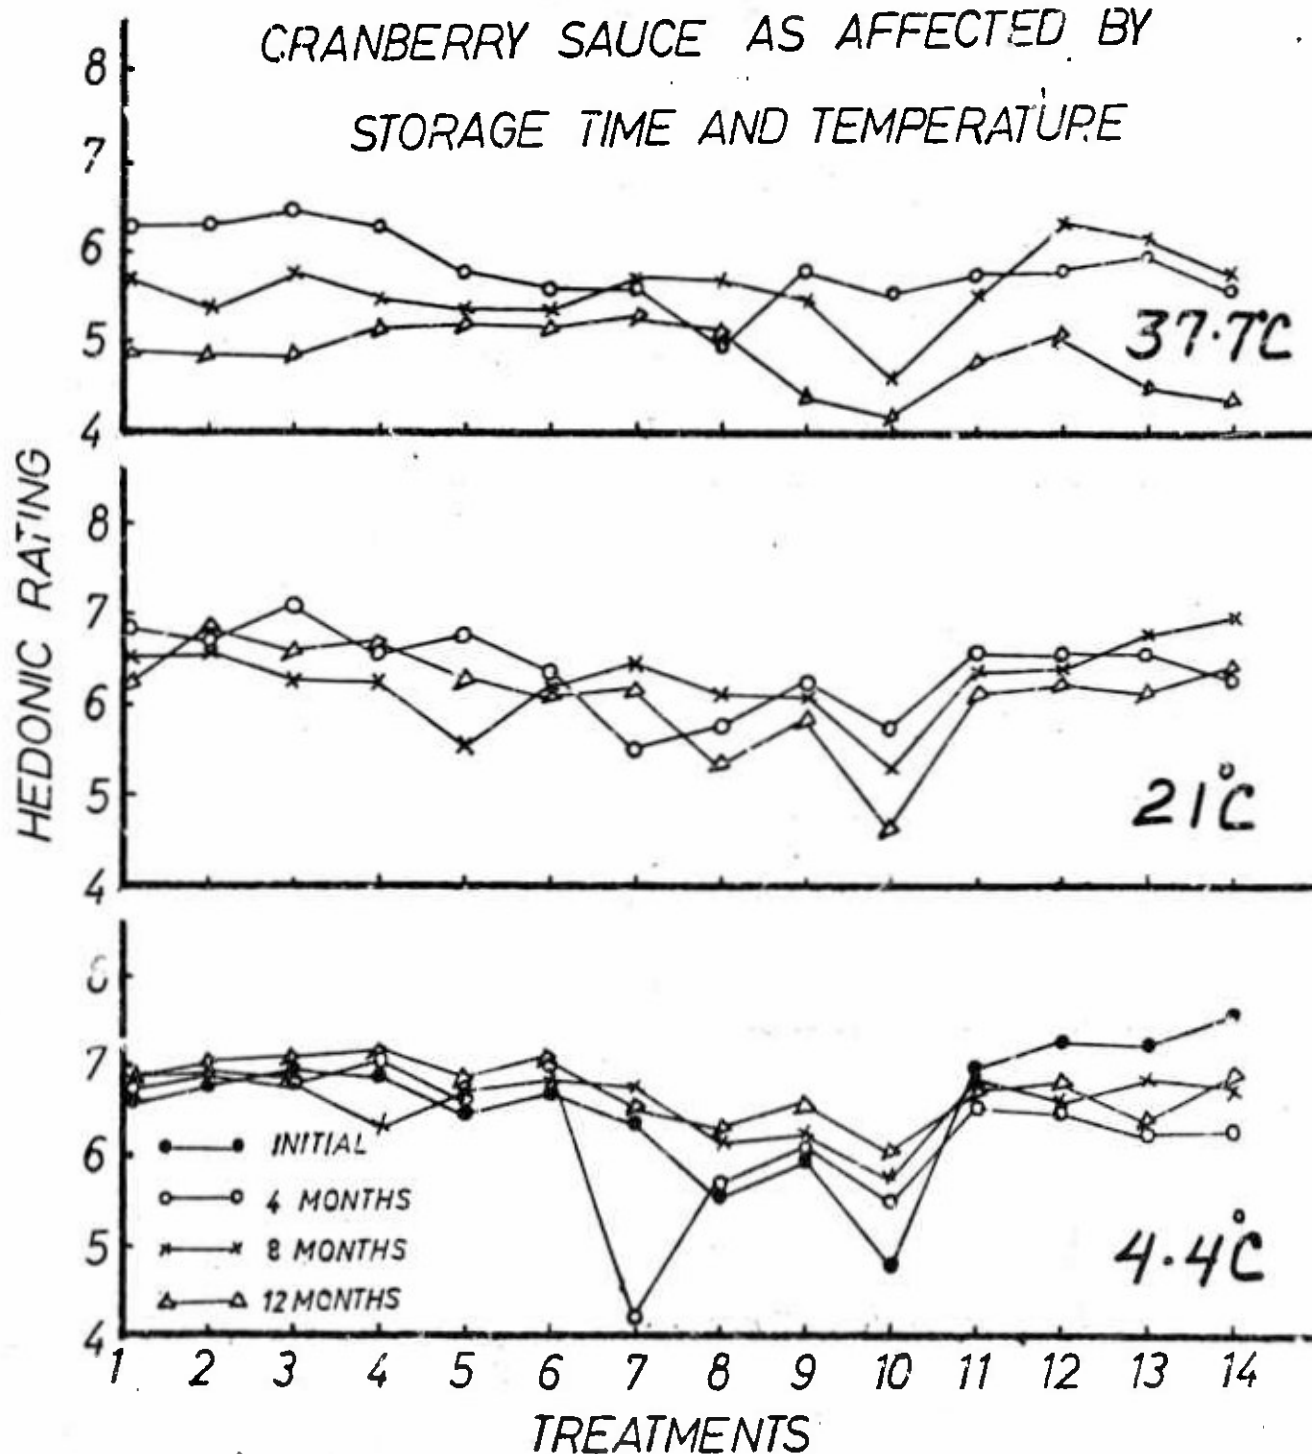 CRANBERRY SAUCE AS AFFECTED BY
STORAGE TIME AND TEMPERATURE
8
7
6
5
4
37.7C
HEDONIC RATING
8
7
6
5
4
21°C
8
7
6
5
4
INITIAL
4 MONTHS
8 MONTHS
12 MONTHS
4.4°C
1 2 3 4 5 6 7 8 9 10 11 12 13 14
TREATMENTS